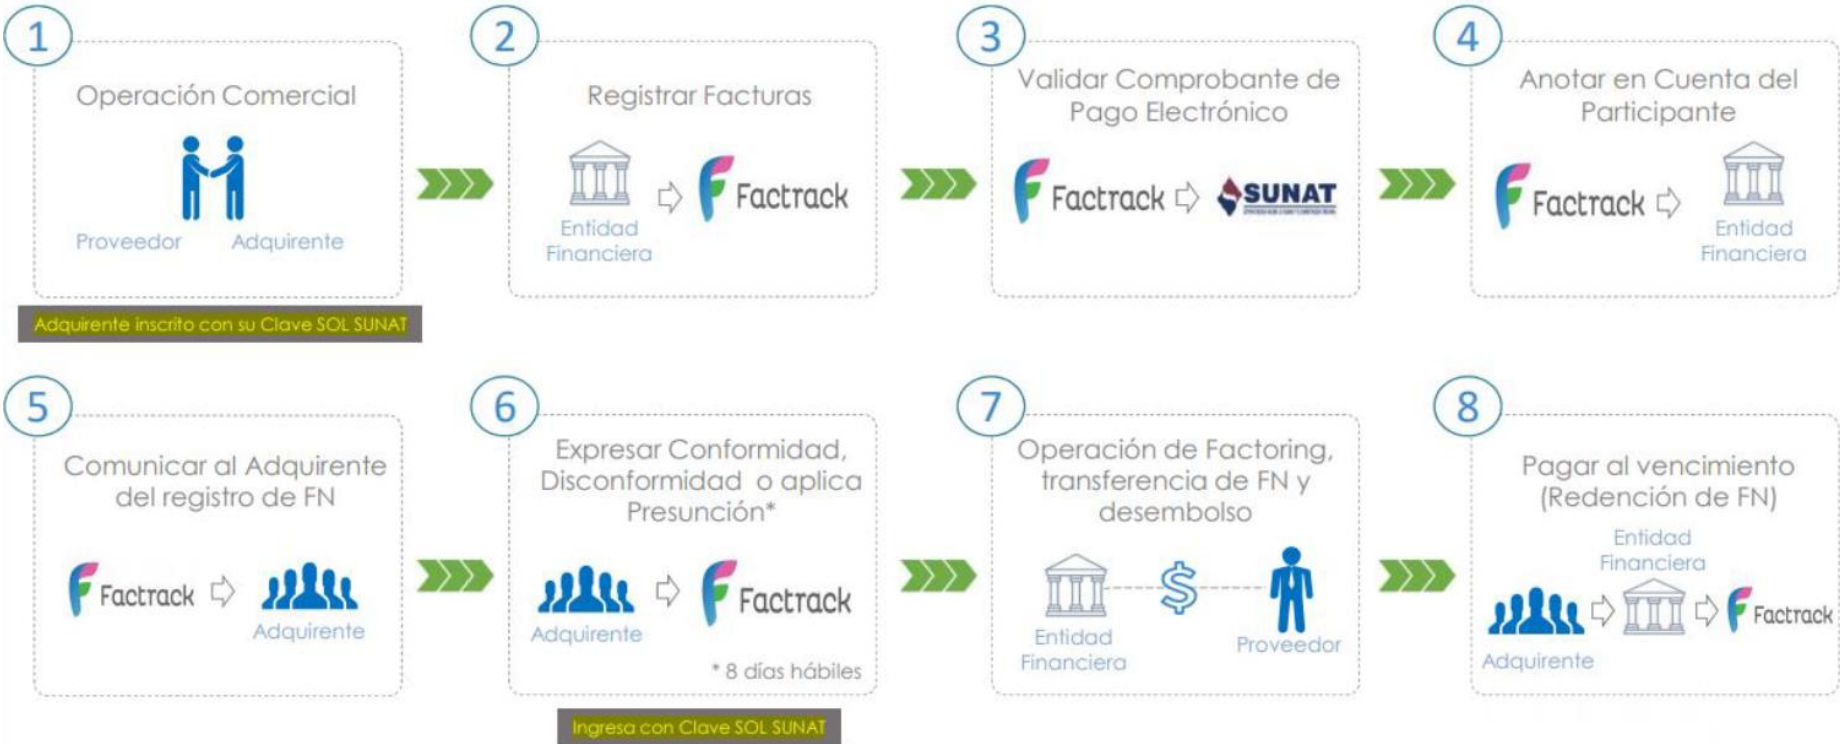 1
Operación Comercial
Proveedor
Adquirente
Adquirente inscrito con su Clave SOL SUNAT
2
Registrar Facturas
Entidad
Financiera
Factrack
3
Validar Comprobante de
Pago Electrónico
Factrack
SUNAT
4
Anotar en Cuenta del
Participante
Factrack
Entidad
Financiera
5
Comunicar al Adquirente
del registro de FN
Factrack
Adquirente
6
Expresar Conformidad,
Disconformidad o aplica
Presunción*
Adquirente
Factrack
* 8 días hábiles
Ingresa con Clave SOL SUNAT
7
Operación de Factoring,
transferencia de FN y
desembolso
$
Entidad
Financiera
Proveedor
8
Pagar al vencimiento
(Redención de FN)
Entidad
Financiera
Adquirente
Factrack